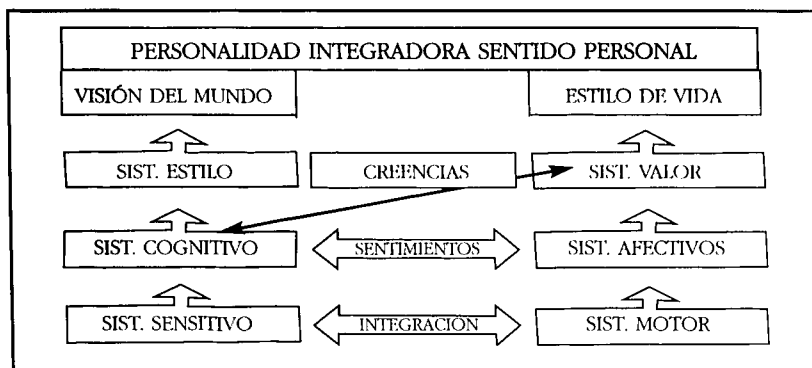 PERSONALIDAD INTEGRADORA SENTIDO PERSONAL
VISIÓN DEL MUNDO
ESTILO DE VIDA
SIST. ESTILO
CREENCIAS
SIST. VALOR
SIST. COGNITIVO
SENTIMIENTOS
SIST. AFECTIVOS
SIST. SENSITIVO
INTEGRACIÓN
SIST. MOTOR